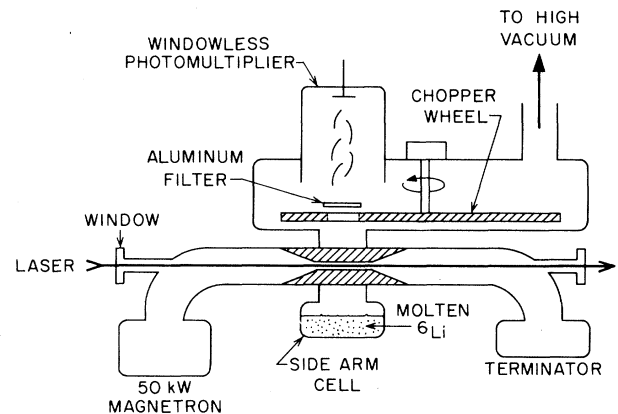 TO HIGH
VACUUM
WINDOWLESS
PHOTOMULTIPLIER
CHOPPER
WHEEL
ALUMINUM
FILTER
WINDOW
LASER
MOLTEN
6Li
SIDE ARM
CELL
TERMINATOR
50 kW
MAGNETRON